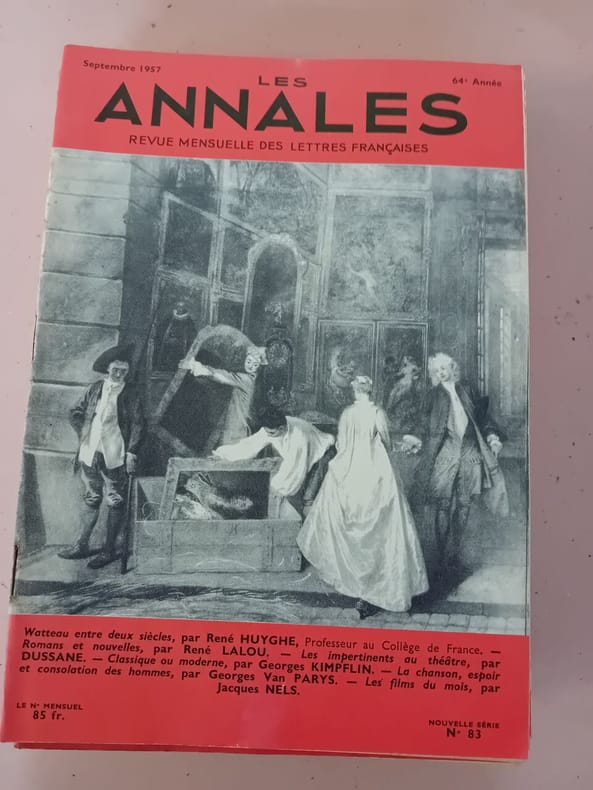 Septembre 1957
64e Année
LES
ANNALES
REVUE MENSUELLE DES LETTRES FRANÇAISES
Watteau entre deux siècles, par René HUYGHE, Professeur au Collège de France. —
Romans et nouvelles, par René LALOU. — Les impertinents au théâtre, par
DUSSANE. — Classique ou moderne, par Georges KIMPFLIN. — La chanson, espoir
et consolation des hommes, par Georges Van PARYS. — Les films du mois, par
Jacques NELS.
LE No MENSUEL
85 fr.
NOUVELLE SÉRIE
No 83